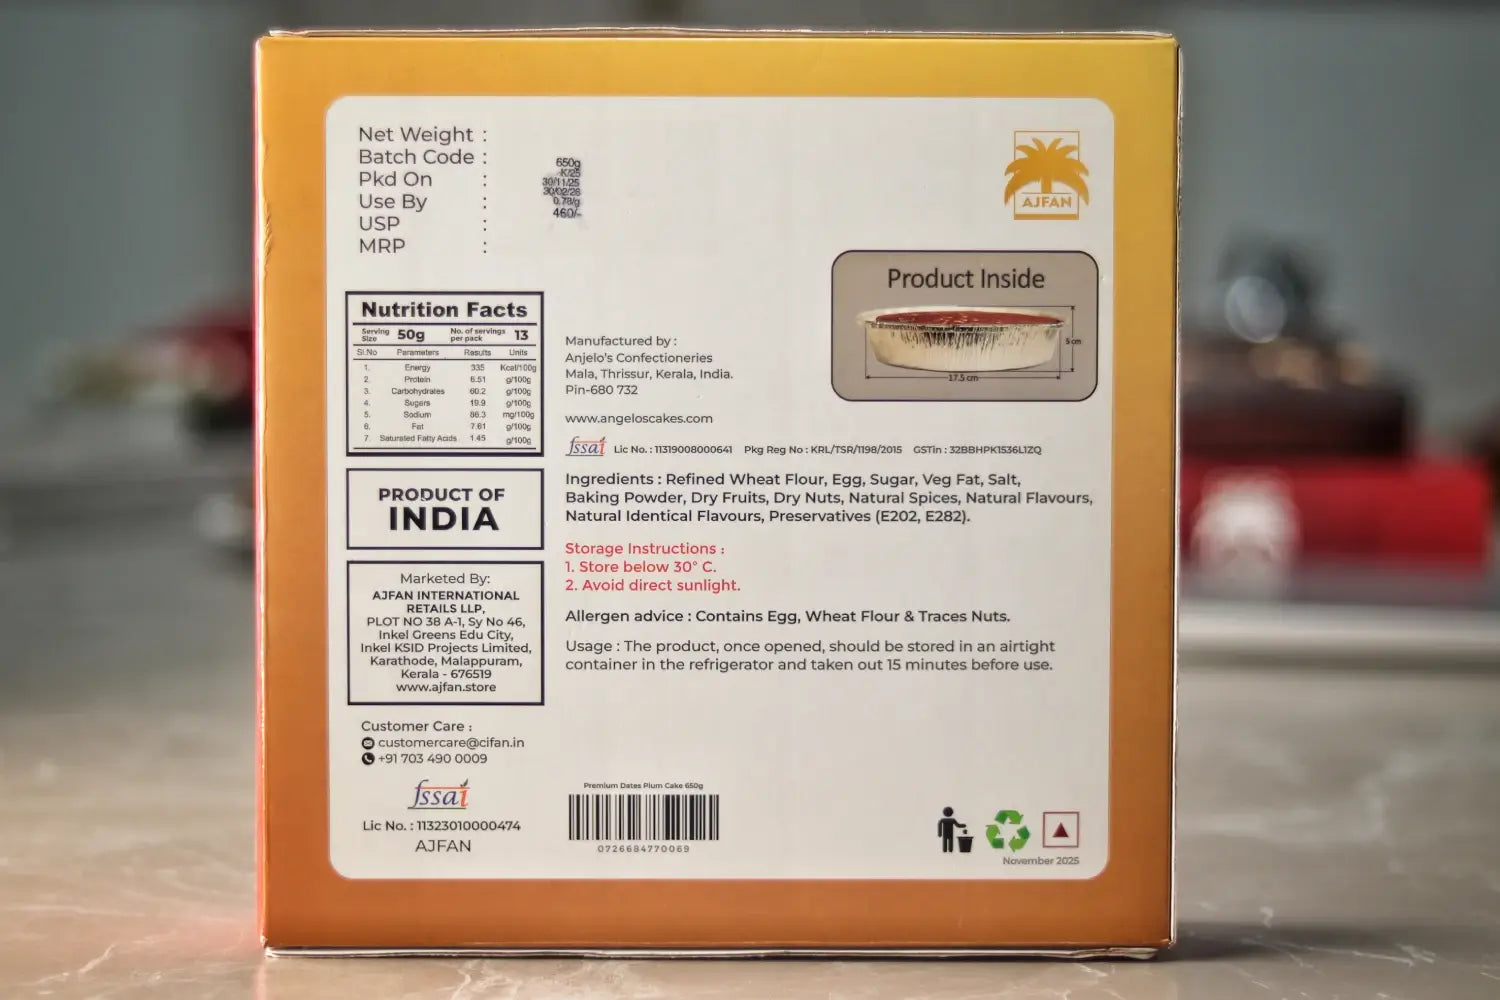 Net Weight :
Batch Code :
Pkd On :
Use By :
USP :
MRP :
650g
K/25
30/11/25
30/02/26
0.78/g
460/-
AJFAN
Product Inside
5 cm
17.5 cm
Nutrition Facts
Serving Size 50g No. of servings per pack 13
Sl.No Parameters Results Units
1. Energy 335 Kcel/100g
2. Protein 6.51 g/100g
3. Carbohydrates 60.2 g/100g
4. Sugars 19.9 g/100g
5. Sodium 86.3 mg/100g
6. Fat 7.61 g/100g
7. Saturated Fatty Acids 1.45 g/100g
Manufactured by :
Anjelo's Confectioneries
Mala, Thrissur, Kerala, India.
Pin-680 732
www.angeloscakes.com
fssai Lic No. : 11319008000641 Pkg Reg No : KRL/TSR/1198/2015 GSTin : 32BBHPK1536L1ZQ
Ingredients : Refined Wheat Flour, Egg, Sugar, Veg Fat, Salt,
Baking Powder, Dry Fruits, Dry Nuts, Natural Spices, Natural Flavours,
Natural Identical Flavours, Preservatives (E202, E282).
Storage Instructions :
1. Store below 30° C.
2. Avoid direct sunlight.
Allergen advice : Contains Egg, Wheat Flour & Traces Nuts.
Usage : The product, once opened, should be stored in an airtight
container in the refrigerator and taken out 15 minutes before use.
PRODUCT OF
INDIA
Marketed By:
AJFAN INTERNATIONAL
RETAILS LLP,
PLOT NO 38 A-1, Sy No 46,
Inkel Greens Edu City,
Inkel KSID Projects Limited,
Karathode, Malappuram,
Kerala - 676519
www.ajfan.store
Customer Care :
customercare@cifan.in
+91 703 490 0009
fssai
Lic No. : 11323010000474
AJFAN
Premium Dates Plum Cake 650g
0726684770069
November 2025